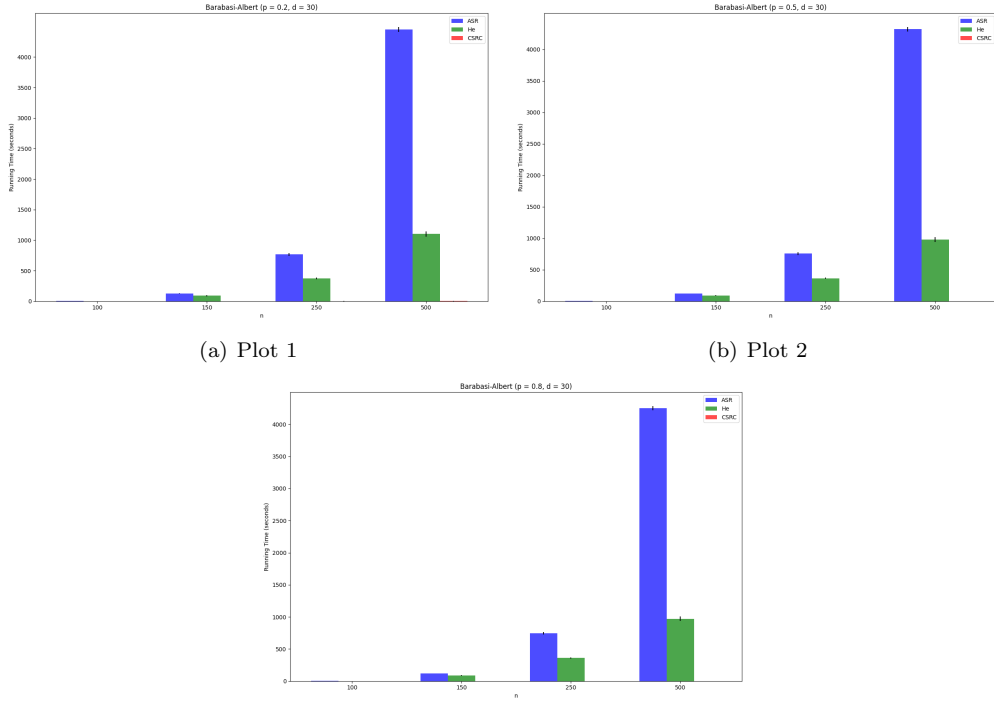 Barabasi-Albert (p = 0.2, d = 30)
ASR
He
CSRC
4000
3500
3000
2500
2000
1500
1000
500
0
Running Time (seconds)
100 150 250 500
n
(a) Plot 1
Barabasi-Albert (p = 0.5, d = 30)
ASR
He
CSRC
4000
3500
3000
2500
2000
1500
1000
500
0
Running Time (seconds)
100 150 250 500
n
(b) Plot 2
Barabasi-Albert (p = 0.8, d = 30)
ASR
He
CSRC
4000
3500
3000
2500
2000
1500
1000
500
0
Running Time (seconds)
100 150 250 500
n